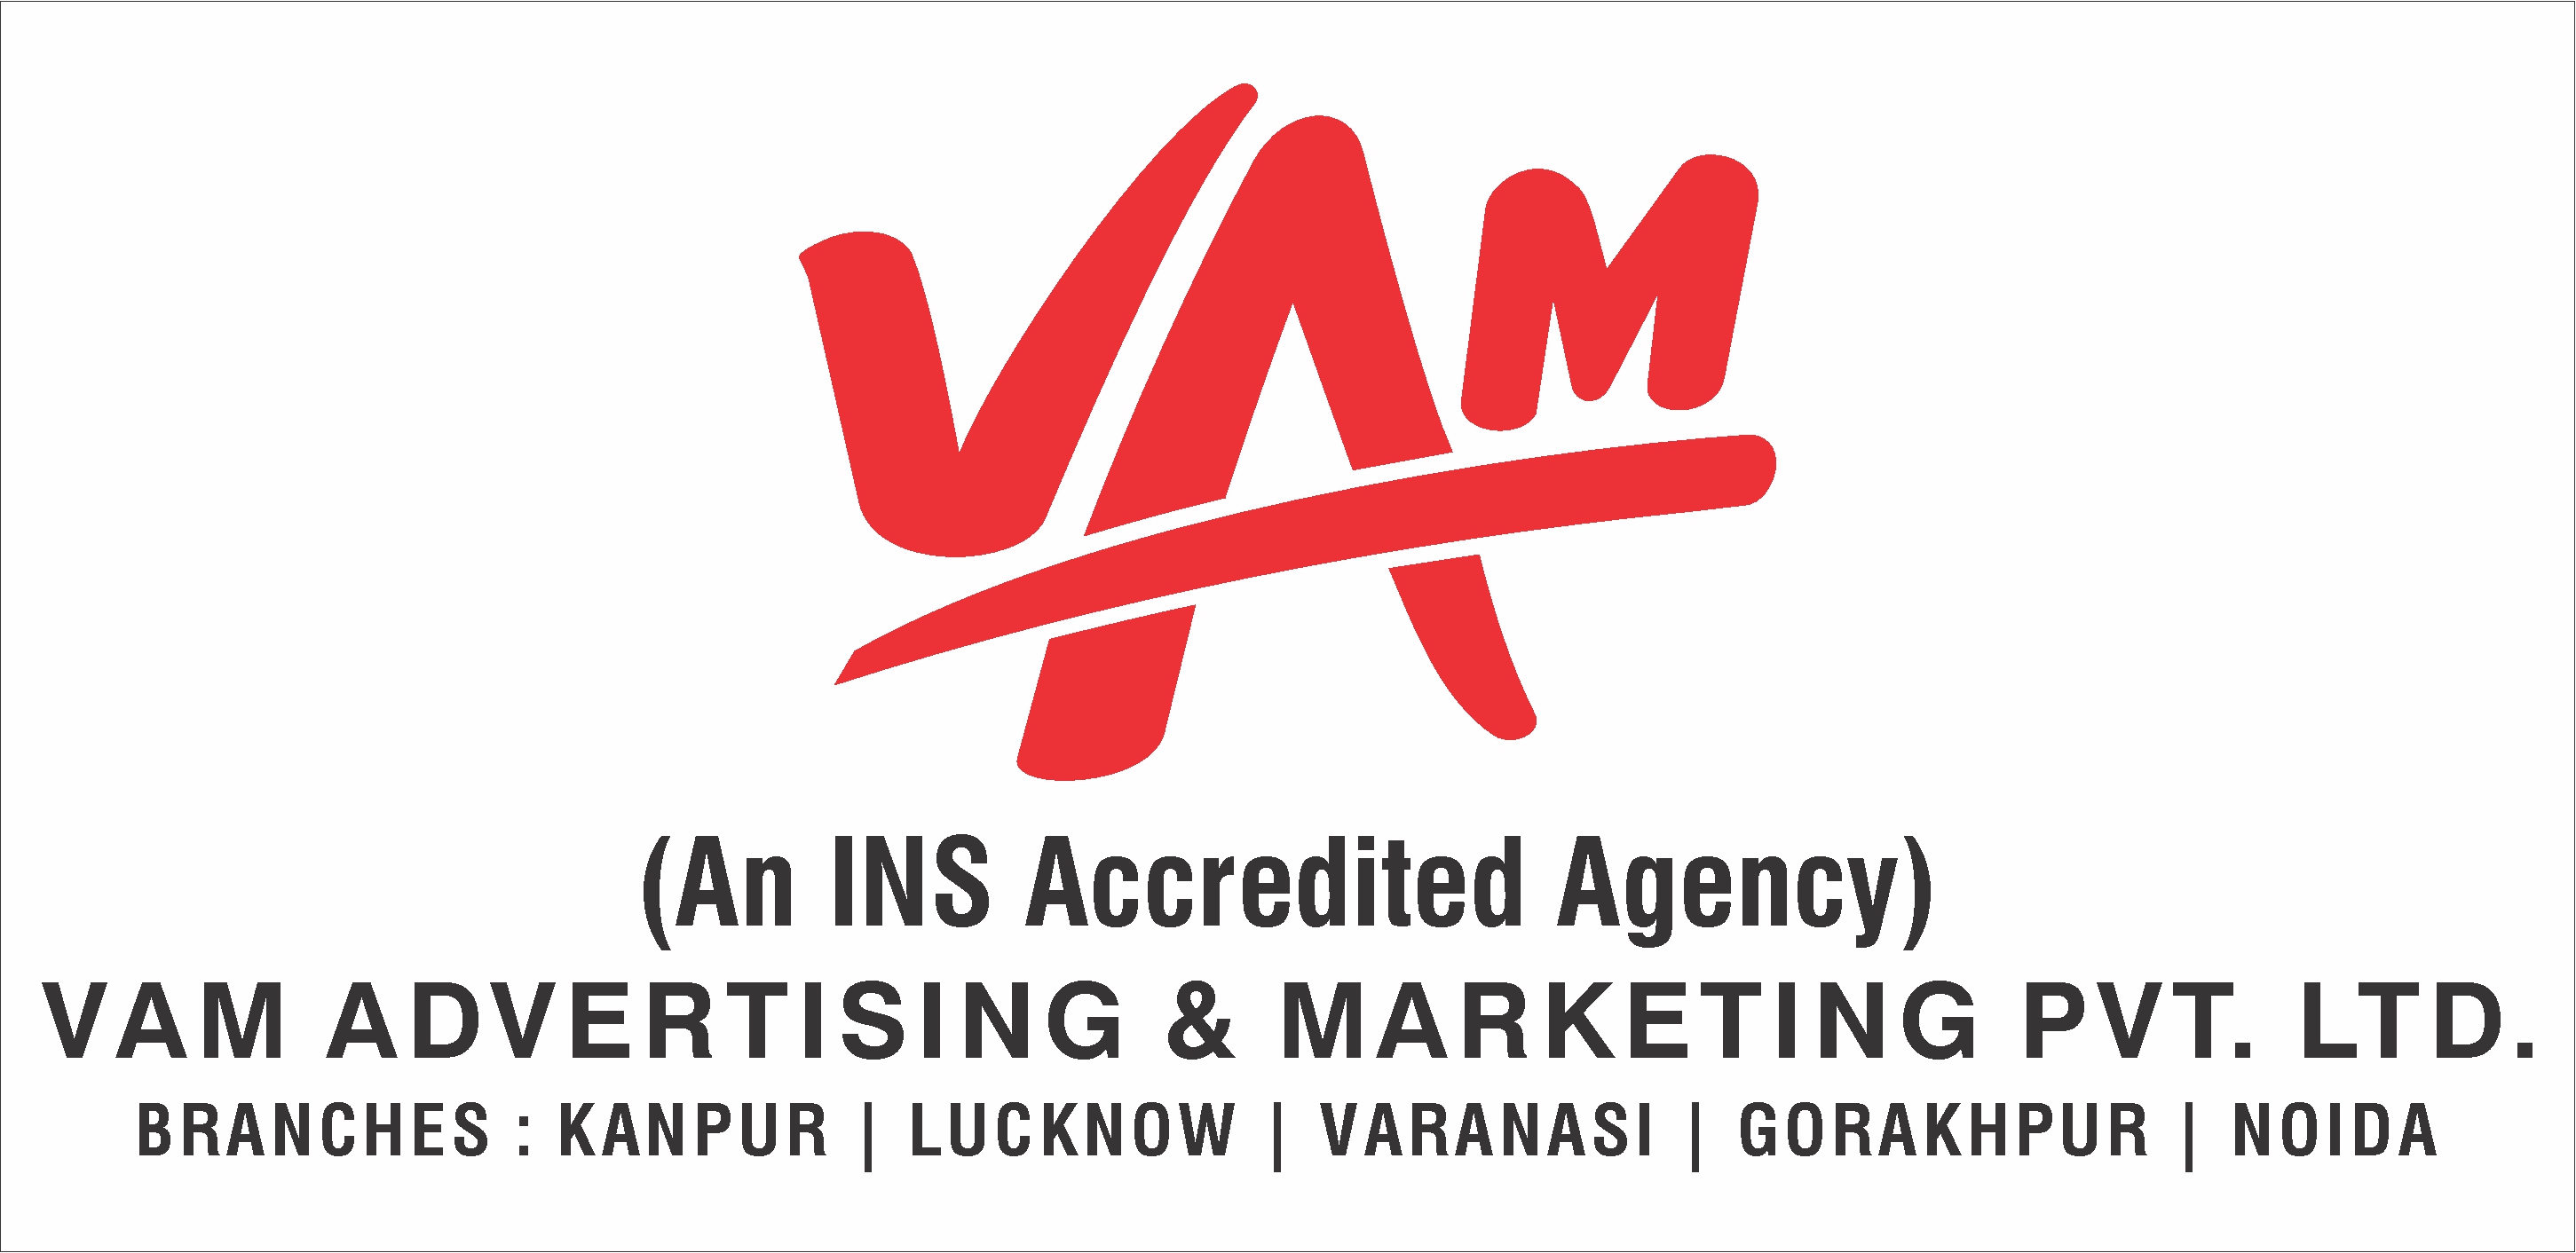 VAM
(An INS Accredited Agency)
VAM ADVERTISING & MARKETING PVT. LTD.
BRANCHES : KANPUR | LUCKNOW | VARANASI | GORAKHPUR | NOIDA